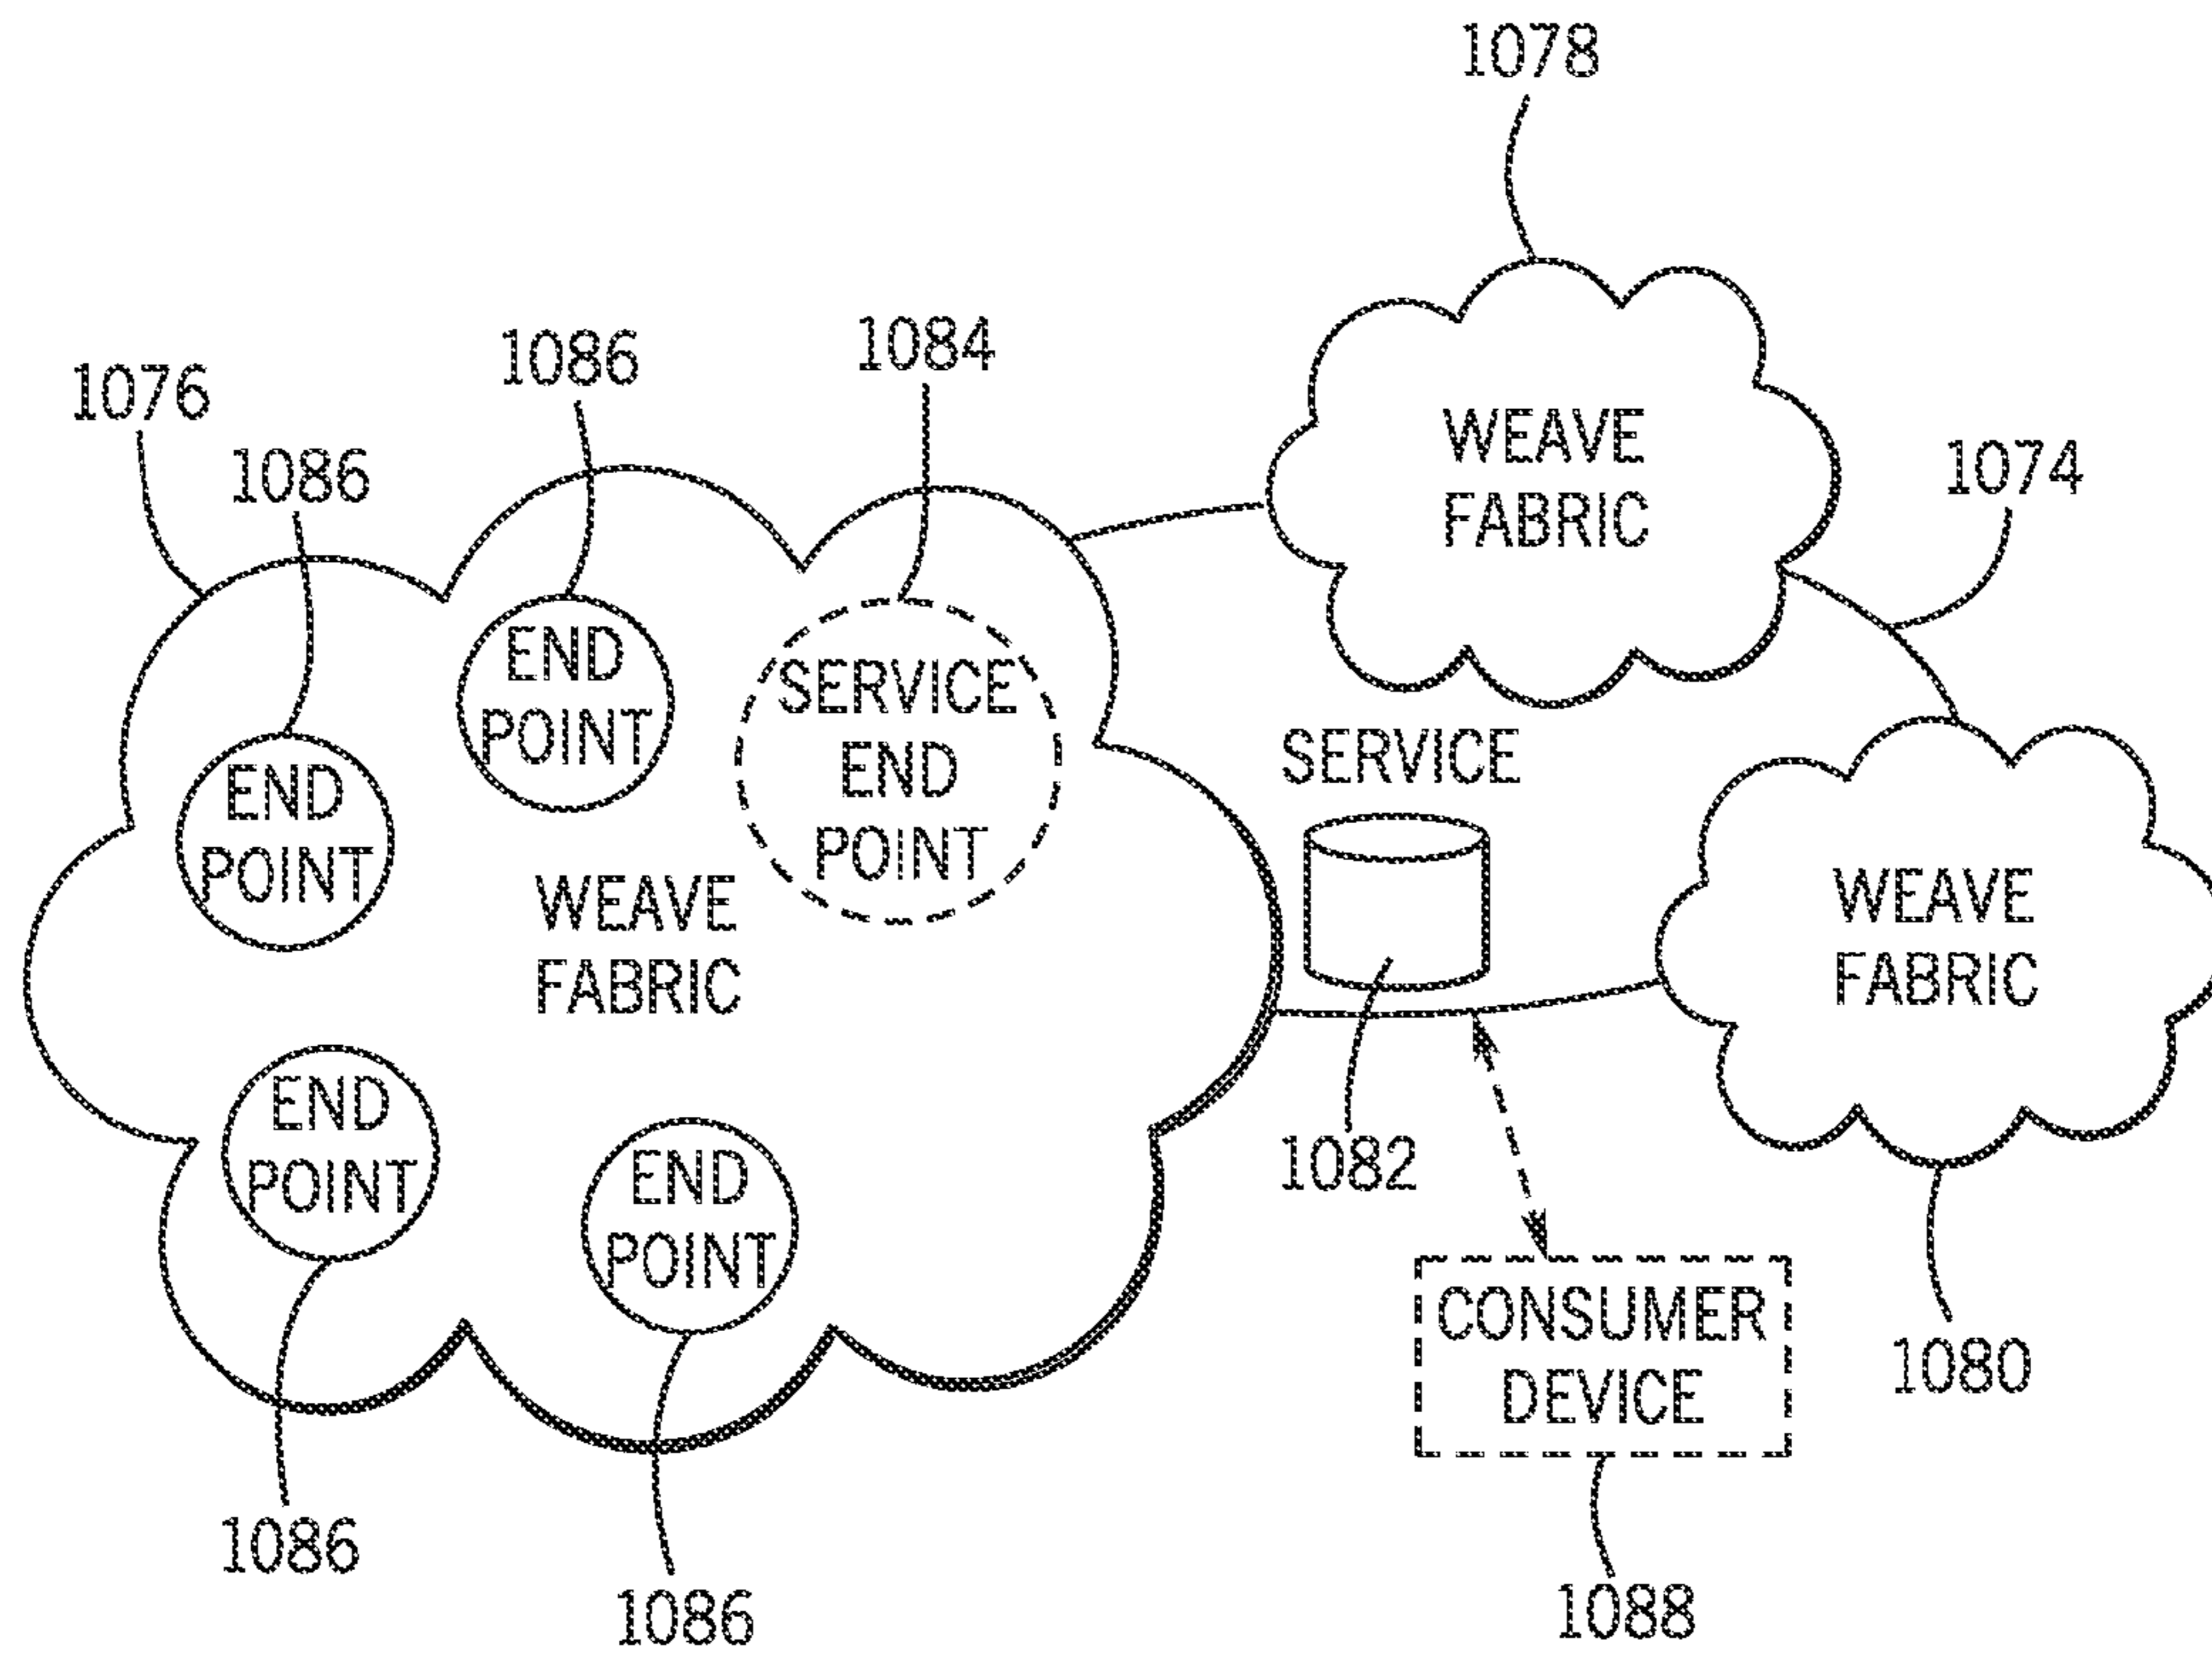 1078
1084
1086
1076
1086
WEAVE
FABRIC
1074
END
POINT
SERVICE
END
POINT
SERVICE
END
POINT
WEAVE
FABRIC
WEAVE
FABRIC
END
POINT
END
POINT
1082
CONSUMER
DEVICE
1080
1086
1086
1088